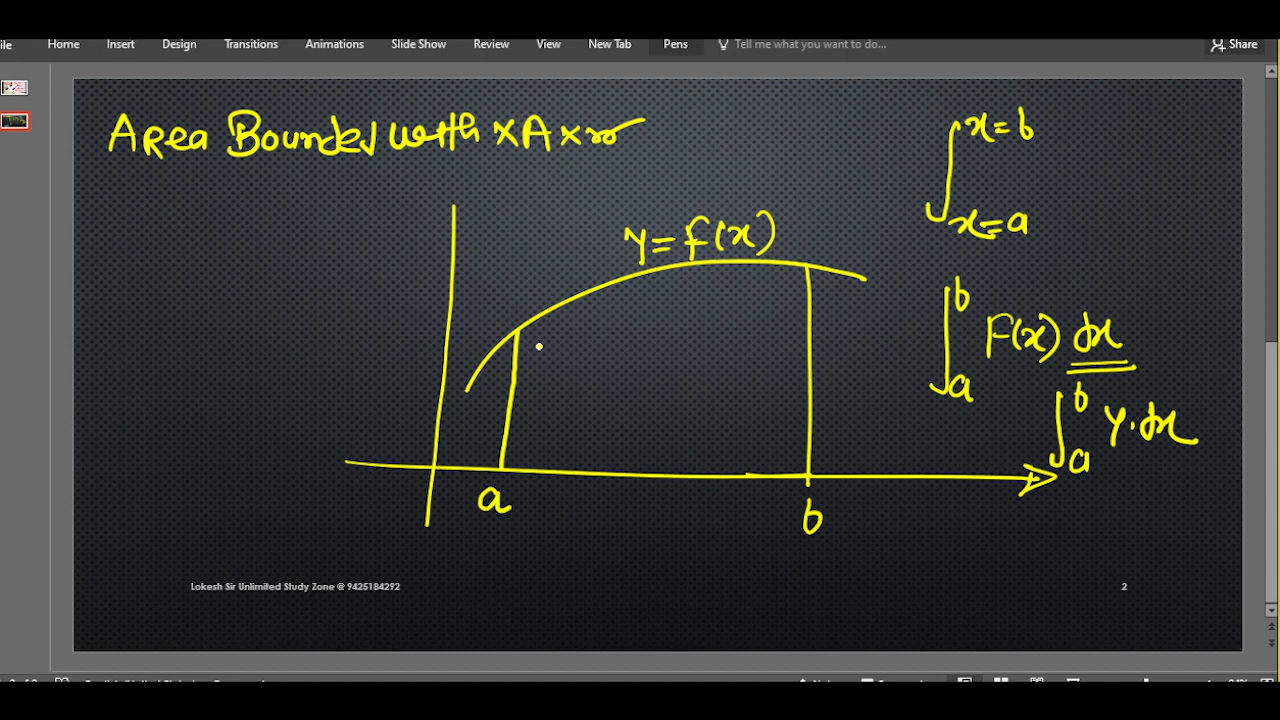 File Home Insert Design Transitions Animations Slide Show Review View New Tab Pens Tell me what you want to do... Share
Area Bounded with x A x
x=b
x=a
y=f(x)
b
F(x) dx
a
b
y.dx
a
a
b
Lokesh Sir Unlimited Study Zone @ 9425184292
2